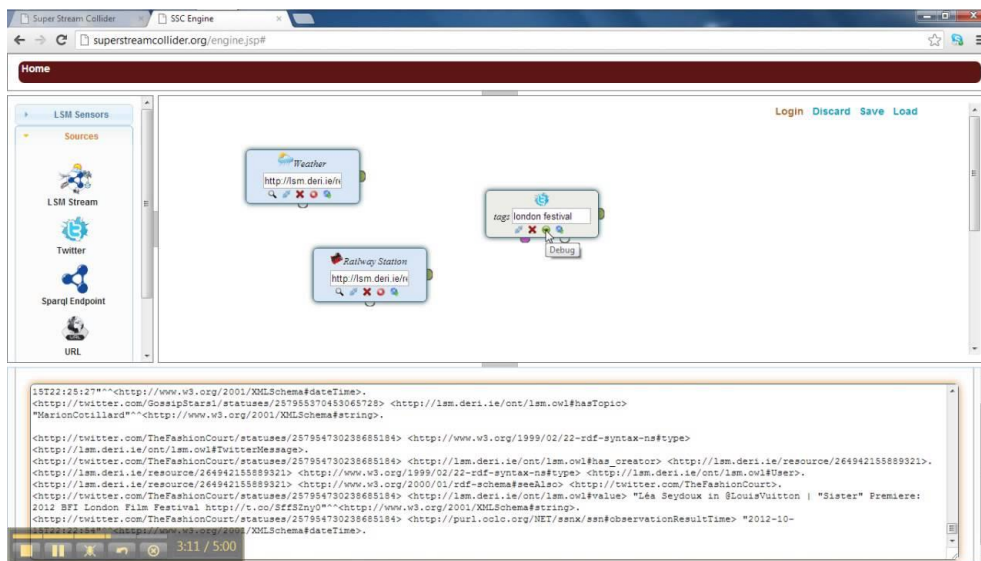 Super Stream Collider
SSC Engine
superstreamcollider.org/engine.jsp#
Home
LSM Sensors
Sources
LSM Stream
Twitter
Sparql Endpoint
URL
Login Discard Save Load
Weather
http://lsm.deri.ie/re
tags london festival
Debug
Railway Station
http://lsm.deri.ie/re
15T22:25:27"^^<http://www.w3.org/2001/XMLSchema#dateTime>.
<http://twitter.com/GossipStars1/statuses/257955370453065728> <http://lsm.deri.ie/ont/lsm.owl#hasTopic>
"MarionCotillard"^^<http://www.w3.org/2001/XMLSchema#string>.
<http://twitter.com/TheFashionCourt/statuses/257954730238685184> <http://www.w3.org/1999/02/22-rdf-syntax-ns#type>
<http://lsm.deri.ie/ont/lsm.owl#TwitterMessage>.
<http://twitter.com/TheFashionCourt/statuses/257954730238685184> <http://lsm.deri.ie/ont/lsm.owl#has_creator> <http://lsm.deri.ie/resource/264942155889321>.
<http://lsm.deri.ie/resource/264942155889321> <http://www.w3.org/1999/02/22-rdf-syntax-ns#type> <http://lsm.deri.ie/ont/lsm.owl#User>.
<http://lsm.deri.ie/resource/264942155889321> <http://www.w3.org/2000/01/rdf-schema#seeAlso> <http://twitter.com/TheFashionCourt>.
<http://twitter.com/TheFashionCourt/statuses/257954730238685184> <http://lsm.deri.ie/ont/lsm.owl#value> "Léa Seydoux in @LouisVuitton | "Sister" Premiere:
2012 BFI London Film Festival http://t.co/SffSZny0"^^<http://www.w3.org/2001/XMLSchema#string>.
<http://twitter.com/TheFashionCourt/statuses/257954730238685184> <http://purl.oclc.org/NET/ssnx/ssn#observationResultTime> "2012-10-
15T22:22:54"^^<http://www.w3.org/2001/XMLSchema#dateTime>.
3:11 / 5:00